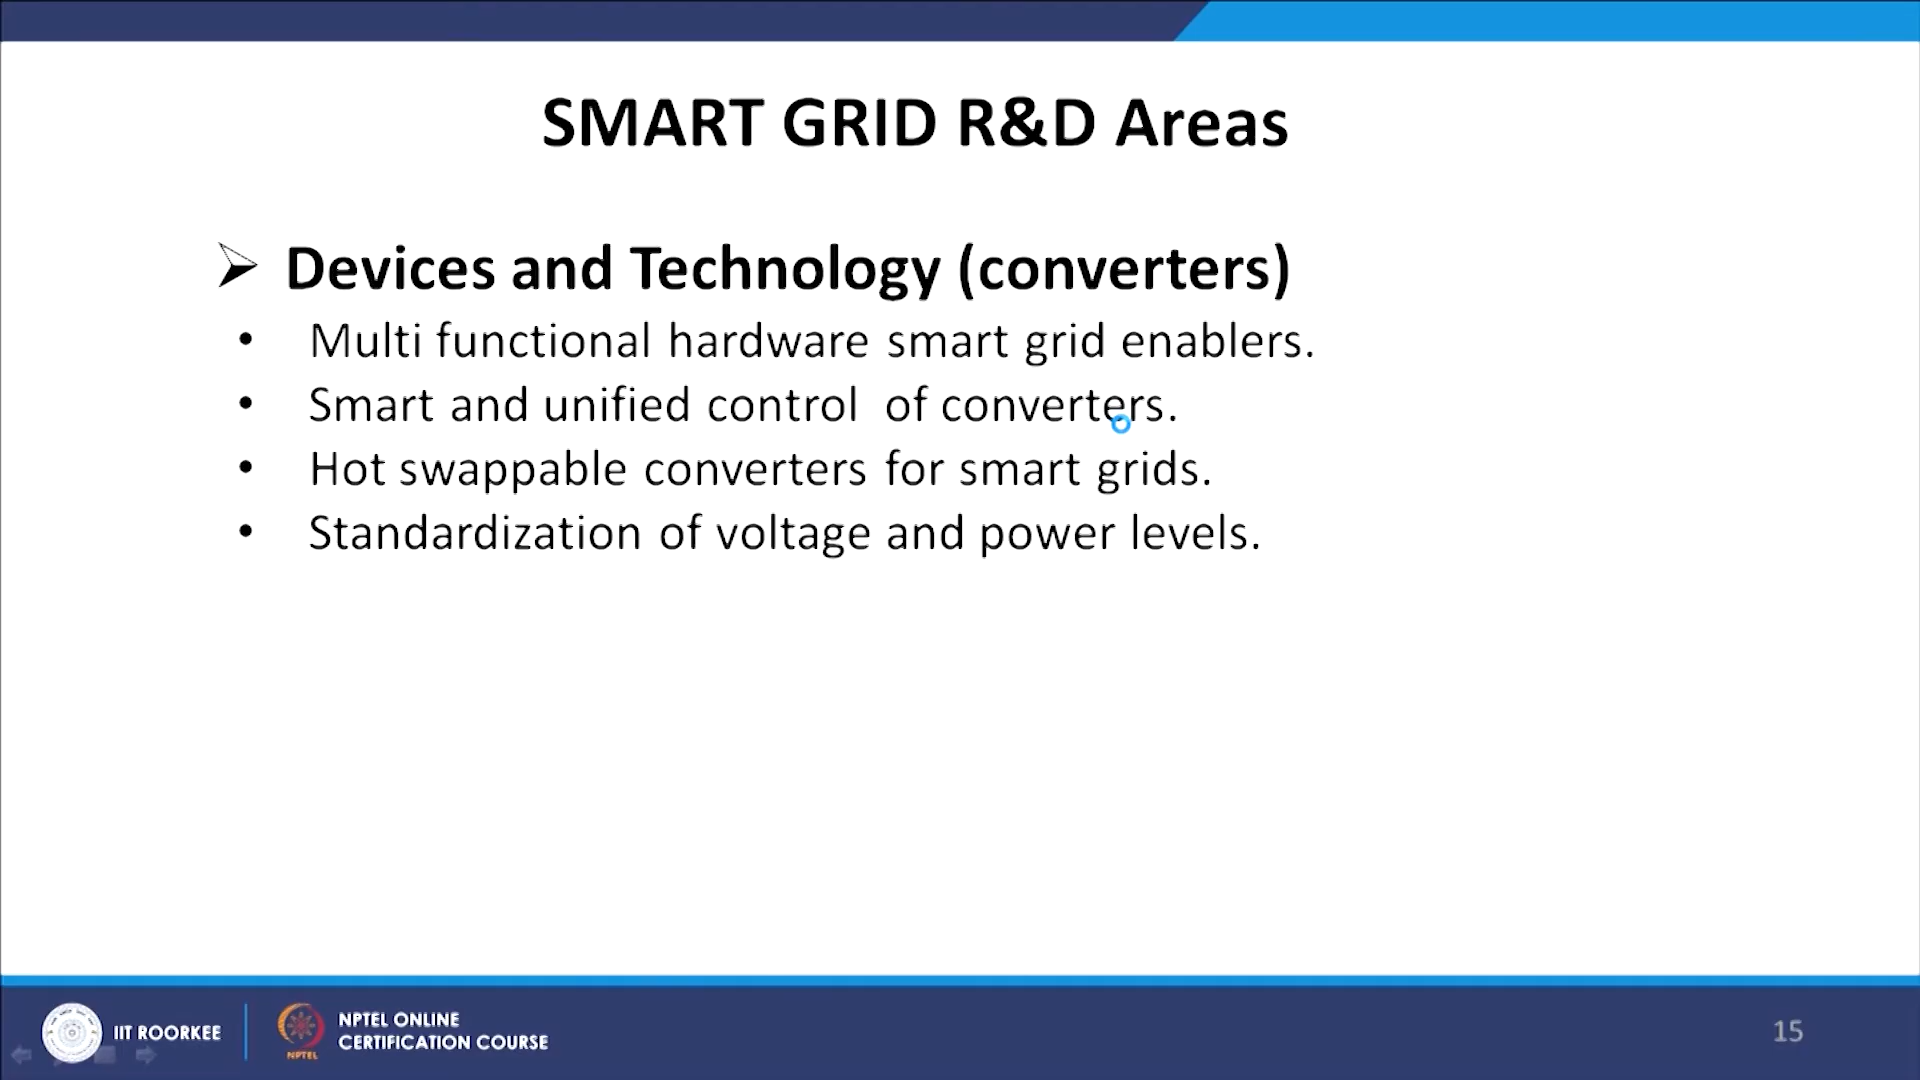 SMART GRID R&D Areas
➢ Devices and Technology (converters)
• Multi functional hardware smart grid enablers.
• Smart and unified control of converters.
• Hot swappable converters for smart grids.
• Standardization of voltage and power levels.
IIT ROORKEE
NPTEL
NPTEL ONLINE
CERTIFICATION COURSE
15